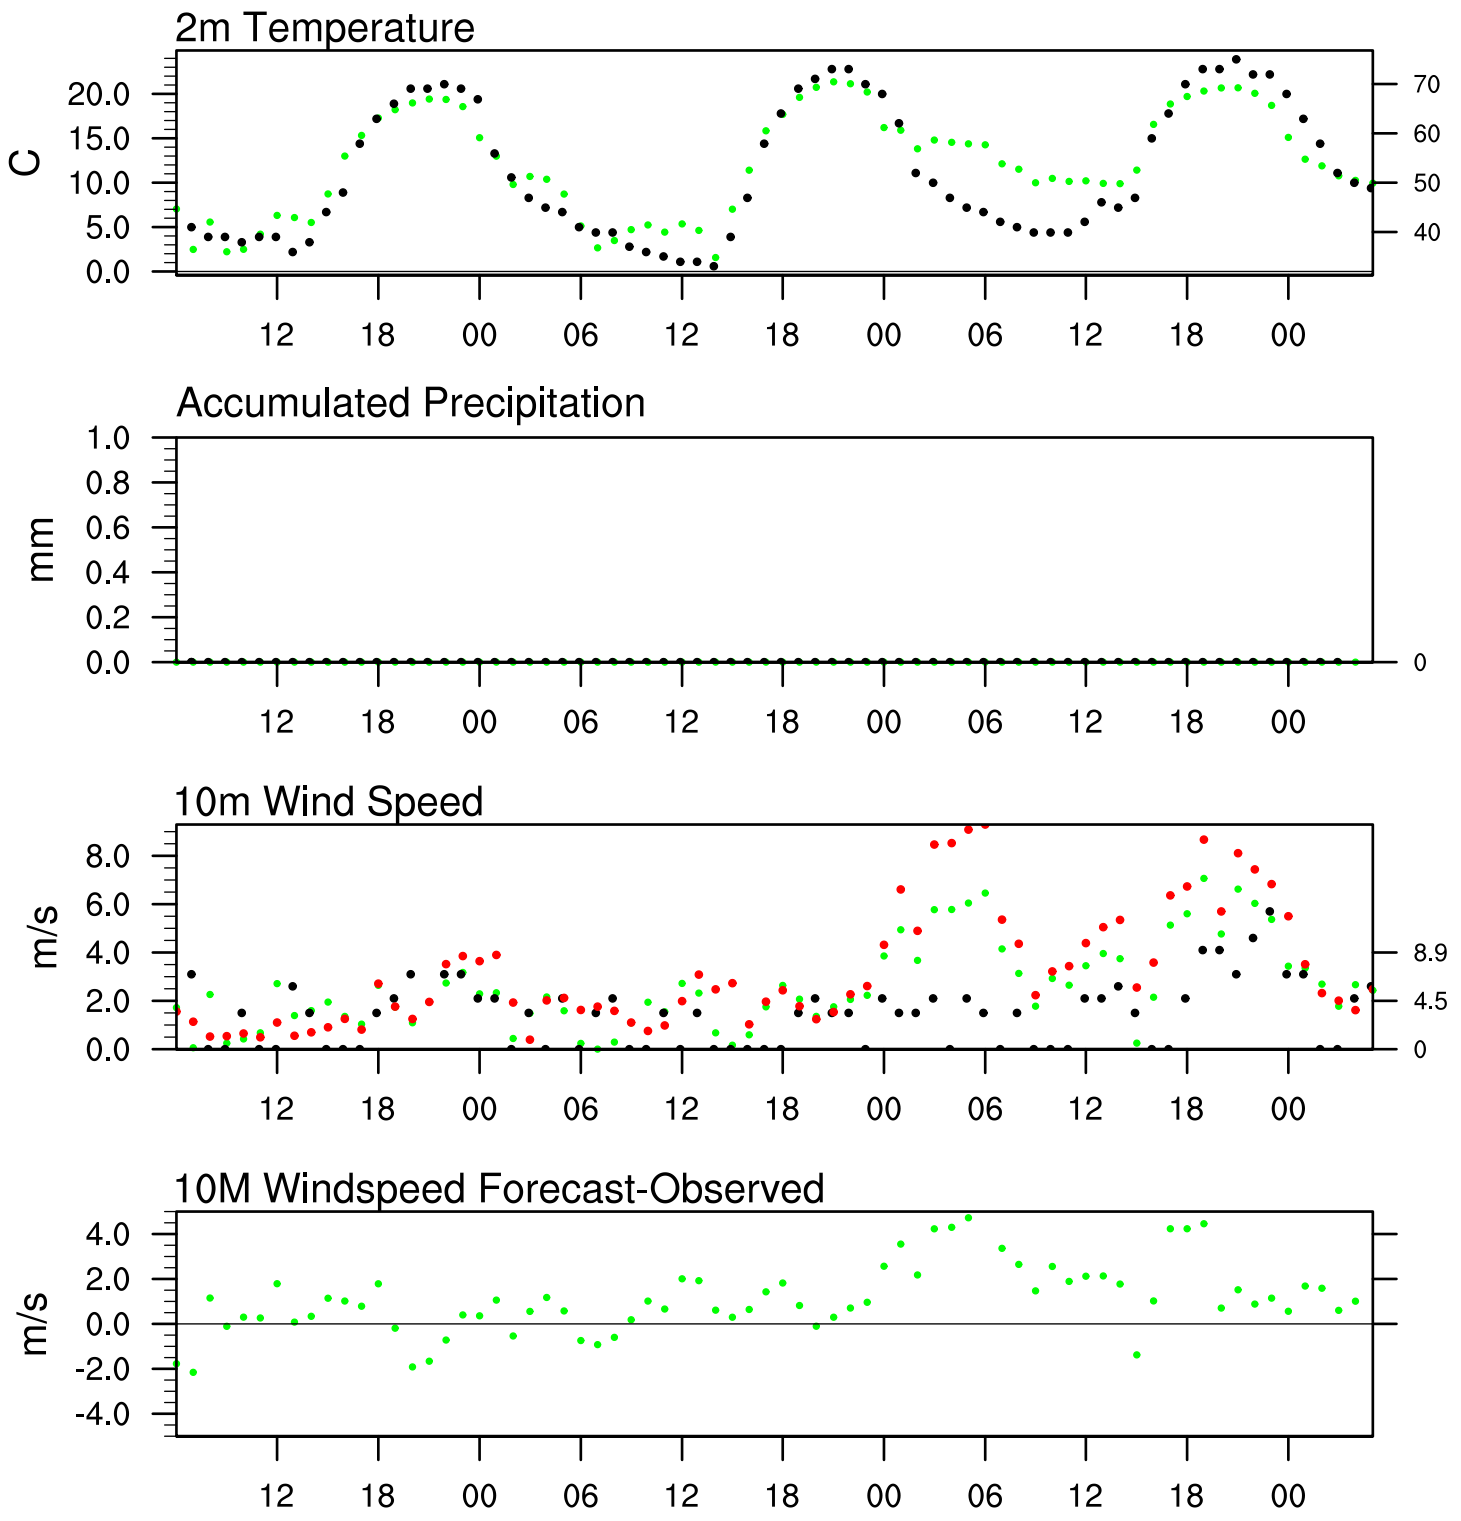 2m Temperature
C
20.0
15.0
10.0
5.0
0.0
70
60
50
40
12 18 00 06 12 18 00 06 12 18 00
Accumulated Precipitation
mm
1.0
0.8
0.6
0.4
0.2
0.0
0
12 18 00 06 12 18 00 06 12 18 00
10m Wind Speed
m/s
8.0
6.0
4.0
2.0
0.0
8.9
4.5
0
12 18 00 06 12 18 00 06 12 18 00
10M Windspeed Forecast-Observed
m/s
4.0
2.0
0.0
-2.0
-4.0
12 18 00 06 12 18 00 06 12 18 00